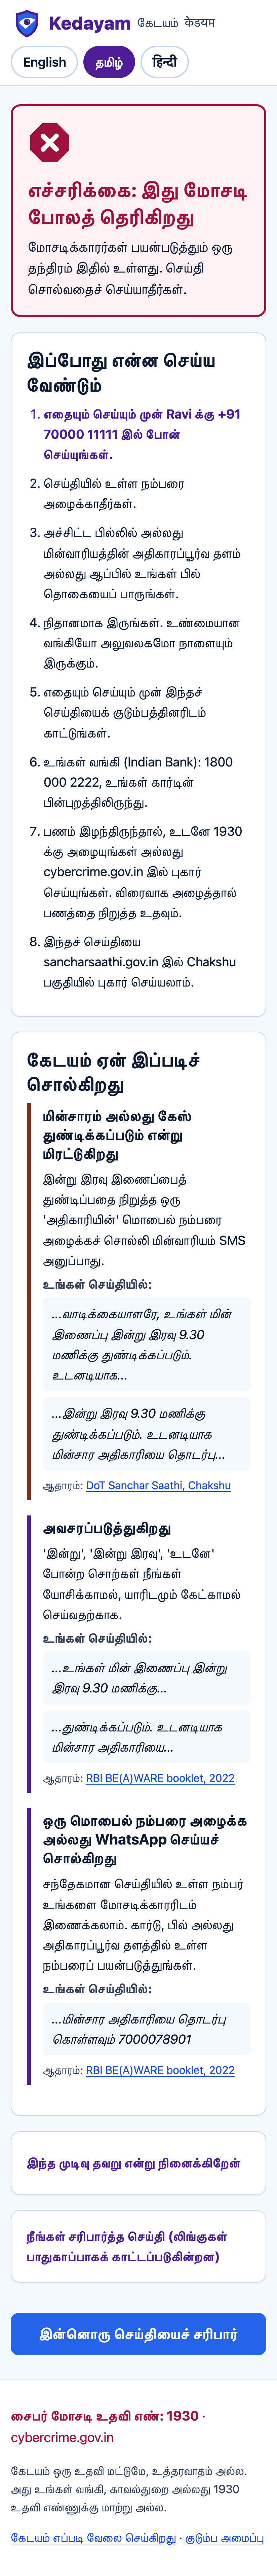 Kedayam கேடயம் केडयम
English தமிழ் हिन्दी
எச்சரிக்கை: இது மோசடி
போலத் தெரிகிறது
மோசடிக்காரர்கள் பயன்படுத்தும் ஒரு
தந்திரம் இதில் உள்ளது. செய்தி
சொல்வதைச் செய்யாதீர்கள்.
இப்போது என்ன செய்ய
வேண்டும்
1. எதையும் செய்யும் முன் Ravi க்கு +91
70000 11111 இல் போன்
செய்யுங்கள்.
2. செய்தியில் உள்ள நம்பரை
அழைக்காதீர்கள்.
3. அச்சிட்ட பில்லில் அல்லது
மின்வாரியத்தின் அதிகாரப்பூர்வ தளம்
அல்லது ஆப்பில் உங்கள் பில்
தொகையைப் பாருங்கள்.
4. நிதானமாக இருங்கள். உண்மையான
வங்கியோ அலுவலகமோ நாளையும்
இருக்கும்.
5. எதையும் செய்யும் முன் இந்தச்
செய்தியைக் குடும்பத்தினரிடம்
காட்டுங்கள்.
6. உங்கள் வங்கி (Indian Bank): 1800
000 2222, உங்கள் கார்டின்
பின்புறத்திலிருந்து.
7. பணம் இழந்திருந்தால், உடனே 1930
க்கு அழையுங்கள் அல்லது
cybercrime.gov.in இல் புகார்
செய்யுங்கள். விரைவாக அழைத்தால்
பணத்தை நிறுத்த உதவும்.
8. இந்தச் செய்தியை
sancharsaathi.gov.in இல் Chakshu
பகுதியில் புகார் செய்யலாம்.
கேடயம் ஏன் இப்படிச்
சொல்கிறது
மின்சாரம் அல்லது கேஸ்
துண்டிக்கப்படும் என்று
மிரட்டுகிறது
இன்று இரவு இணைப்பைத்
துண்டிப்பதை நிறுத்த ஒரு
'அதிகாரியின்' மொபைல் நம்பரை
அழைக்கச் சொல்லி மின்வாரியம் SMS
அனுப்பாது.
உங்கள் செய்தியில்:
...வாடிக்கையாளரே, உங்கள் மின்
இணைப்பு இன்று இரவு 9.30
மணிக்கு துண்டிக்கப்படும்.
உடனடியாக...
...இன்று இரவு 9.30 மணிக்கு
துண்டிக்கப்படும். உடனடியாக
மின்சார அதிகாரியை தொடர்பு...
ஆதாரம்: DoT Sanchar Saathi, Chakshu
அவசரப்படுத்துகிறது
'இன்று', 'இன்று இரவு', 'உடனே'
போன்ற சொற்கள் நீங்கள்
யோசிக்காமல், யாரிடமும் கேட்காமல்
செய்வதற்காக.
உங்கள் செய்தியில்:
...உங்கள் மின் இணைப்பு இன்று
இரவு 9.30 மணிக்கு...
...துண்டிக்கப்படும். உடனடியாக
மின்சார அதிகாரியை...
ஆதாரம்: RBI BE(A)WARE booklet, 2022
ஒரு மொபைல் நம்பரை அழைக்க
அல்லது WhatsApp செய்யச்
சொல்கிறது
சந்தேகமான செய்தியில் உள்ள நம்பர்
உங்களை மோசடிக்காரரிடம்
இணைக்கலாம். கார்டு, பில் அல்லது
அதிகாரப்பூர்வ தளத்தில் உள்ள
நம்பரைப் பயன்படுத்துங்கள்.
உங்கள் செய்தியில்:
...மின்சார அதிகாரியை தொடர்பு
கொள்ளவும் 7000078901
ஆதாரம்: RBI BE(A)WARE booklet, 2022
இந்த முடிவு தவறு என்று நினைக்கிறேன்
நீங்கள் சரிபார்த்த செய்தி (லிங்குகள்
பாதுகாப்பாகக் காட்டப்படுகின்றன)
இன்னொரு செய்தியைச் சரிபார்
சைபர் மோசடி உதவி எண்: 1930 ·
cybercrime.gov.in
கேடயம் ஒரு உதவி மட்டுமே, உத்தரவாதம் அல்ல.
அது உங்கள் வங்கி, காவல்துறை அல்லது 1930
உதவி எண்ணுக்கு மாற்று அல்ல.
கேடயம் எப்படி வேலை செய்கிறது · குடும்ப அமைப்பு